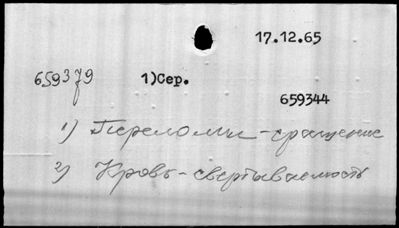 17.12.65
659379 1)Сер.
659344
1) Переломы-сращение
2) Кровь-свертываемость